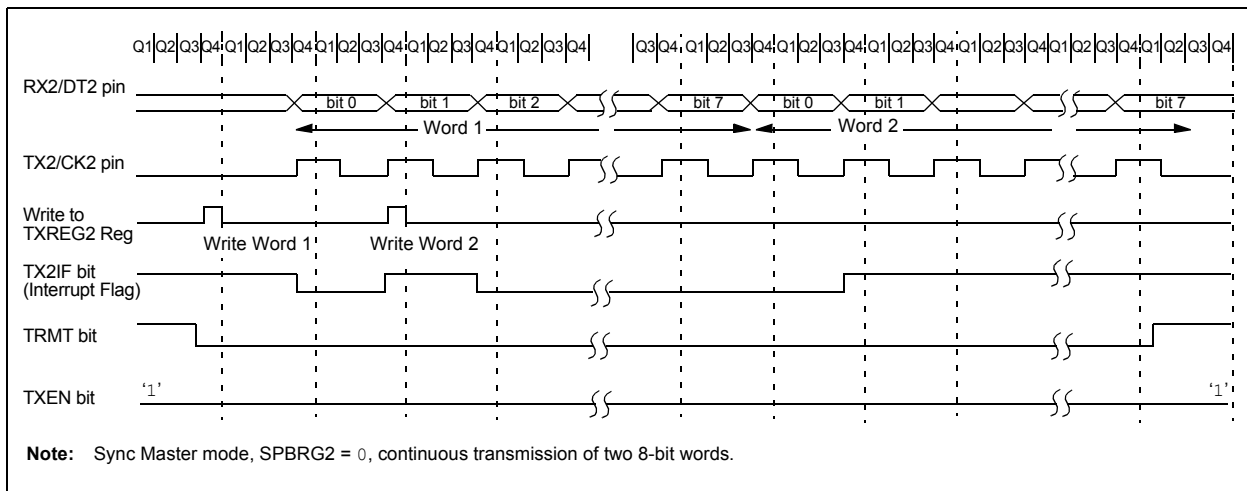 Q1 Q2 Q3 Q4 Q1 Q2 Q3 Q4 Q1 Q2 Q3 Q4 Q1 Q2 Q3 Q4 Q1 Q2 Q3 Q4 Q3 Q4 Q1 Q2 Q3 Q4 Q1 Q2 Q3 Q4 Q1 Q2 Q3 Q4 Q1 Q2 Q3 Q4 Q1 Q2 Q3 Q4 Q1 Q2 Q3 Q4
RX2/DT2 pin
bit 0 bit 1 bit 2 bit 7 bit 0 bit 1 bit 7
Word 1 Word 2
TX2/CK2 pin
Write to
TXREG2 Reg
Write Word 1 Write Word 2
TX2IF bit
(Interrupt Flag)
TRMT bit
TXEN bit ‘1’ ‘1’
Note: Sync Master mode, SPBRG2 = 0, continuous transmission of two 8-bit words.